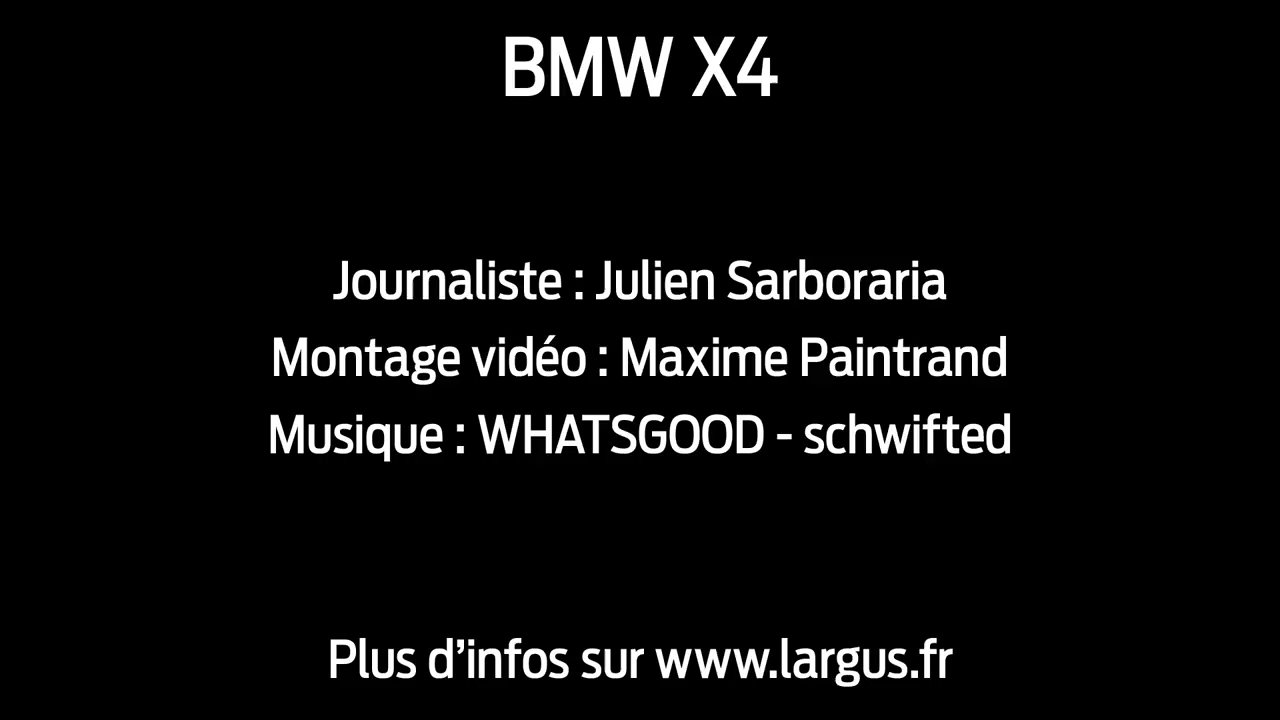 BMW X4
Journaliste : Julien Sarboraria
Montage vidéo : Maxime Paintrand
Musique : WHATSGOOD - schwifted
Plus d’infos sur www.largus.fr